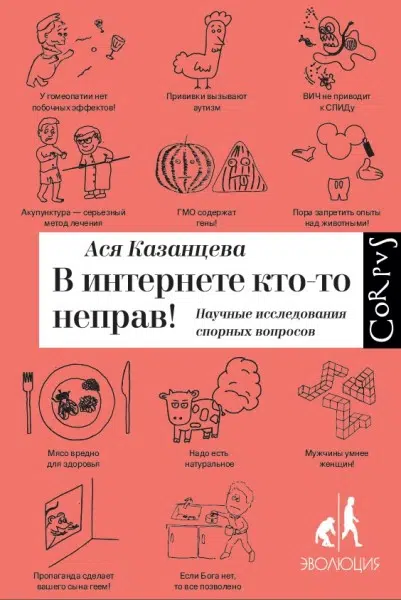 У гомеопатии нет
побочных эффектов!
Прививки вызывают
аутизм
ВИЧ не приводит
к СПИДу
Акупунктура — серьезный
метод лечения
ГМО содержат
гены!
Пора запретить опыты
над животными!
Ася Казанцева
В интернете кто-то
неправ!
Научные исследования
спорных вопросов
CORPVS
Мясо вредно
для здоровья
Надо есть
натуральное
Мужчины умнее
женщин!
Пропаганда сделает
вашего сына геем!
Если Бога нет,
то все позволено
ЭВОЛЮЦИЯ